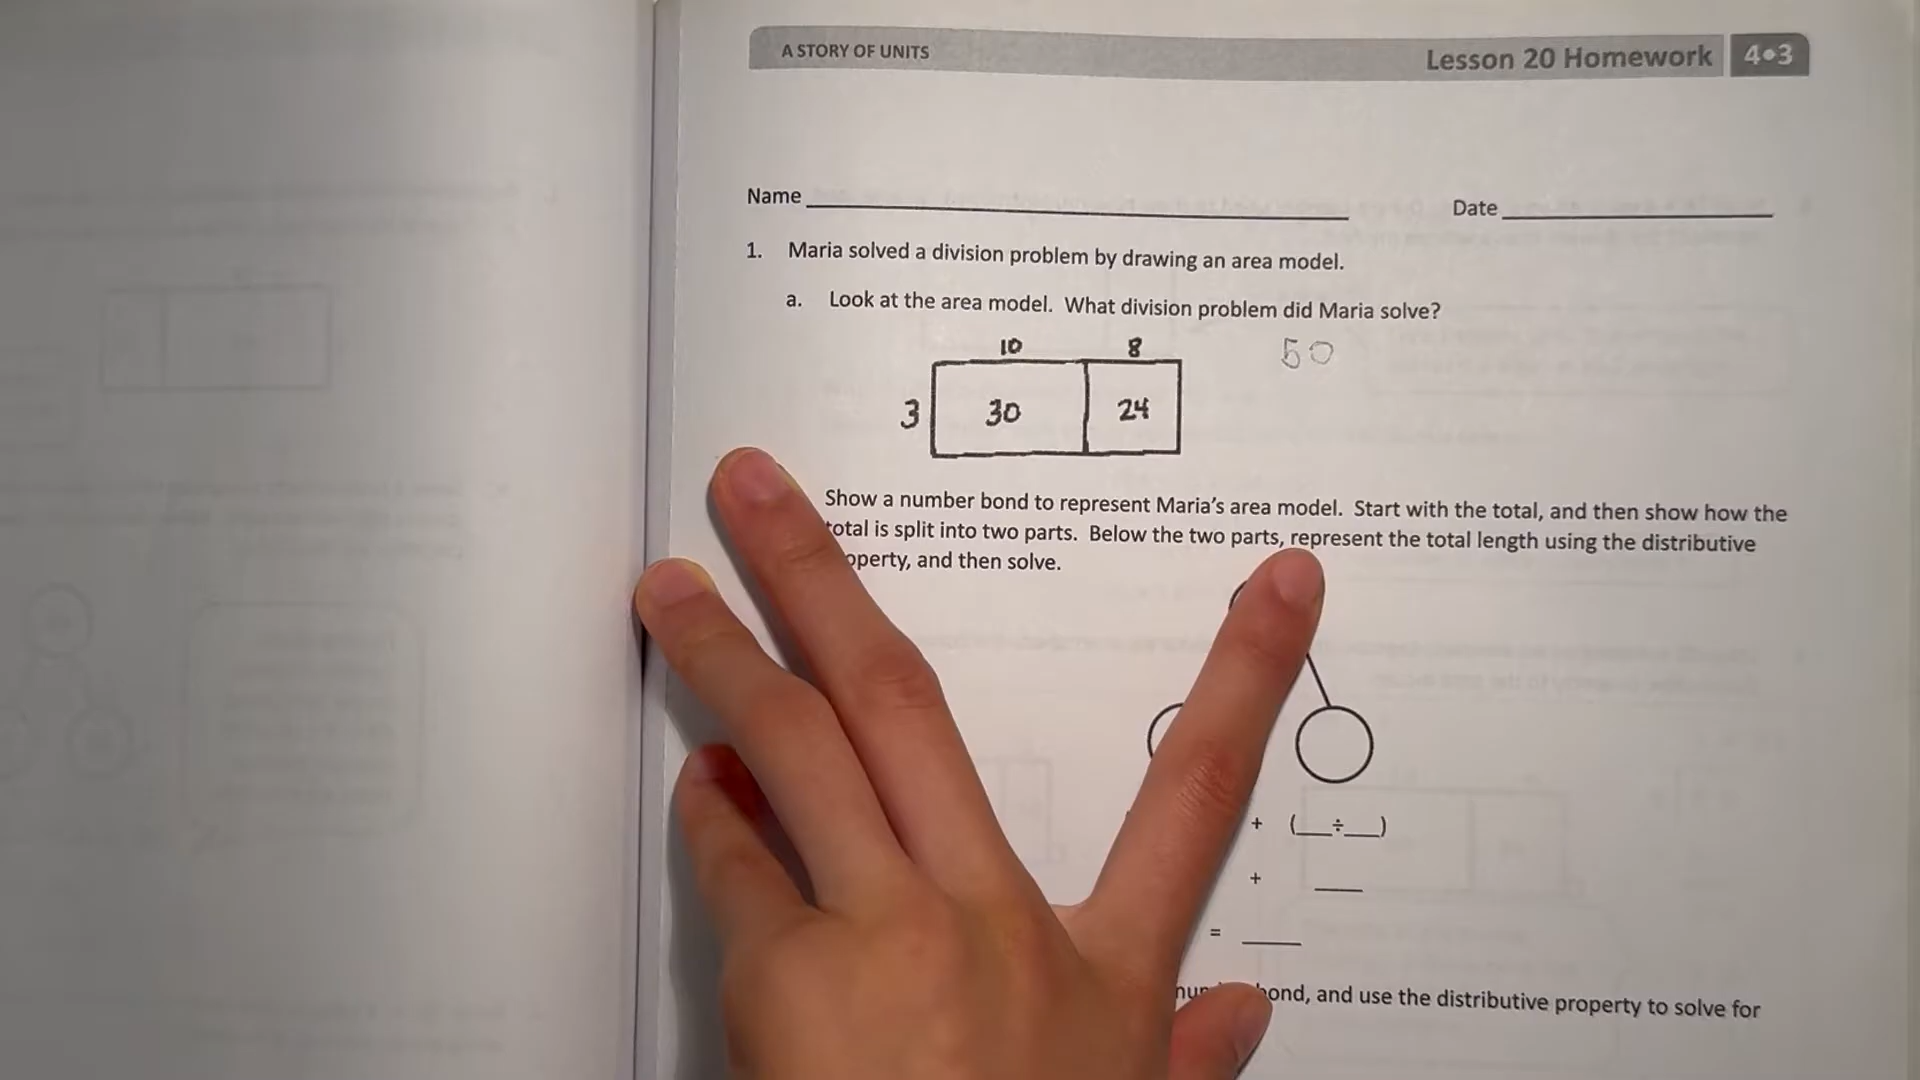 A STORY OF UNITS
Lesson 20 Homework 4•3
Name
Date
1. Maria solved a division problem by drawing an area model.
a. Look at the area model. What division problem did Maria solve?
10 8 50
3 30 24
Show a number bond to represent Maria's area model. Start with the total, and then show how the
total is split into two parts. Below the two parts, represent the total length using the distributive
and then solve.
+ (___÷___)
+ ____
= ____
and use the distributive property to solve for